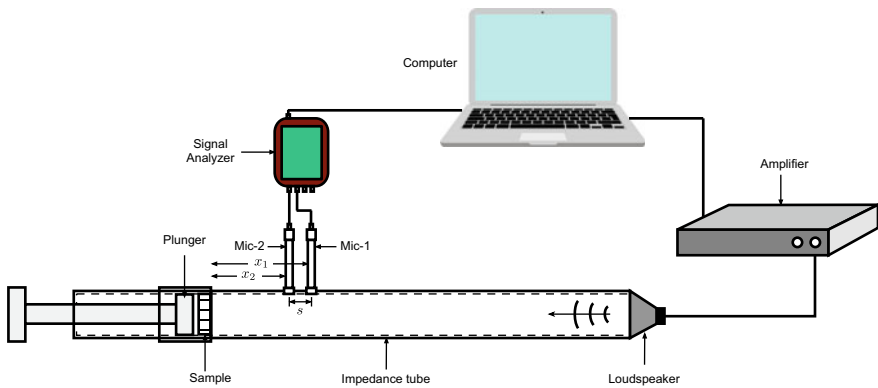 Computer
Signal
Analyzer
Amplifier
Plunger
Mic-2
Mic-1
x₁
x₂
s
Sample
Impedance tube
Loudspeaker